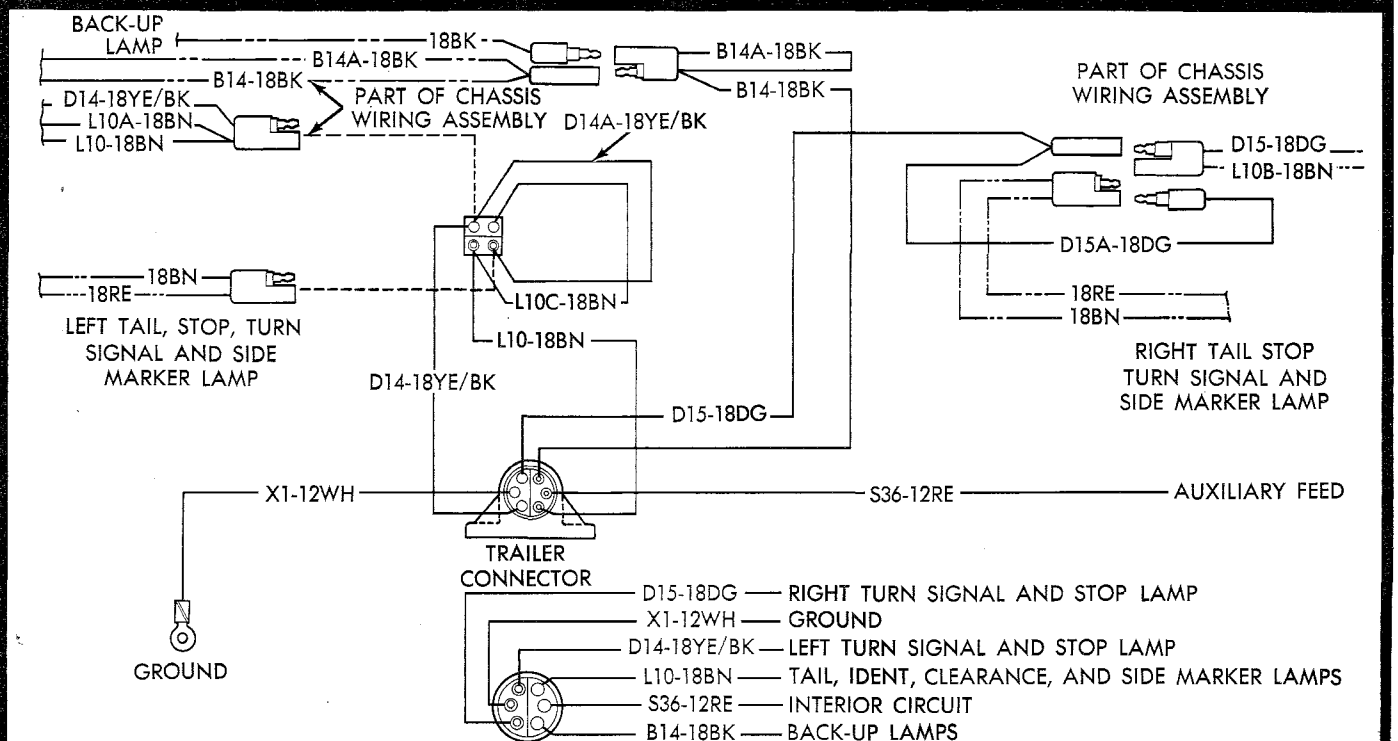 BACK-UP
LAMP
18BK
B14A-18BK
B14-18BK
B14A-18BK
B14-18BK
PART OF CHASSIS
WIRING ASSEMBLY
D14-18YE/BK
L10A-18BN
L10-18BN
PART OF CHASSIS
WIRING ASSEMBLY
D14A-18YE/BK
D15-18DG
L10B-18BN
D15A-18DG
18BN
18RE
L10C-18BN
18RE
18BN
LEFT TAIL, STOP, TURN
SIGNAL AND SIDE
MARKER LAMP
L10-18BN
D14-18YE/BK
RIGHT TAIL STOP
TURN SIGNAL AND
SIDE MARKER LAMP
D15-18DG
X1-12WH
S36-12RE
AUXILIARY FEED
TRAILER
CONNECTOR
GROUND
D15-18DG RIGHT TURN SIGNAL AND STOP LAMP
X1-12WH GROUND
D14-18YE/BK LEFT TURN SIGNAL AND STOP LAMP
L10-18BN TAIL, IDENT, CLEARANCE, AND SIDE MARKER LAMPS
S36-12RE INTERIOR CIRCUIT
B14-18BK BACK-UP LAMPS